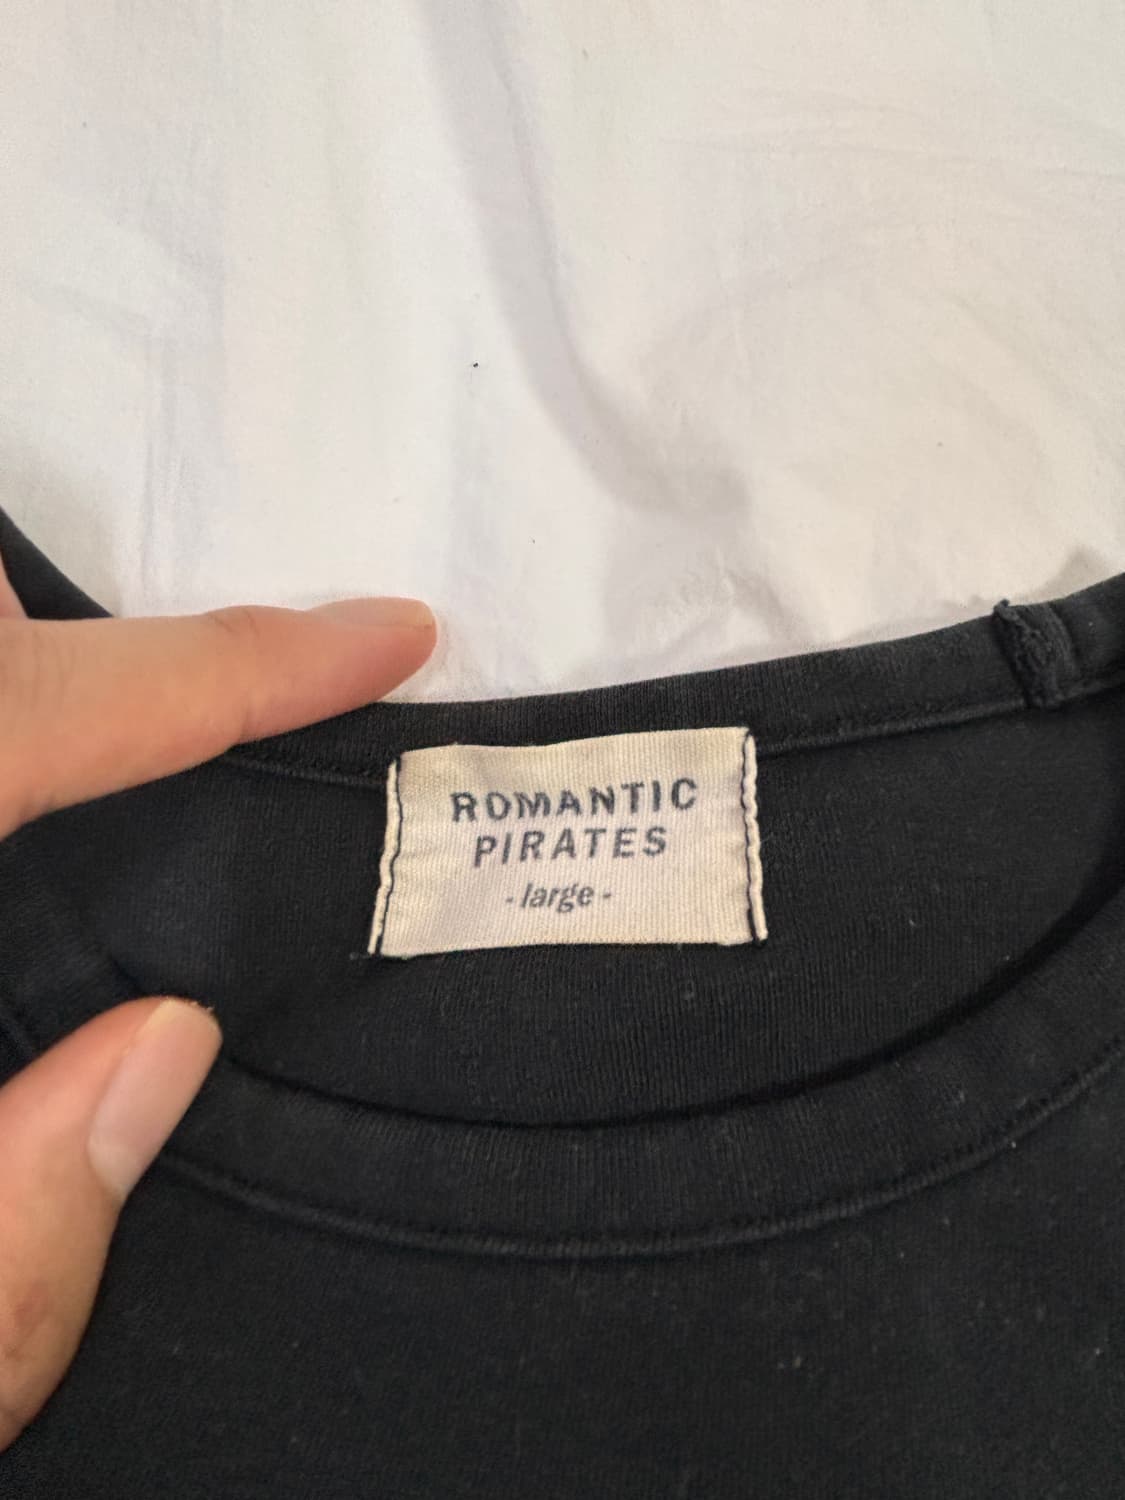 ROMANTIC
PIRATES
- large -